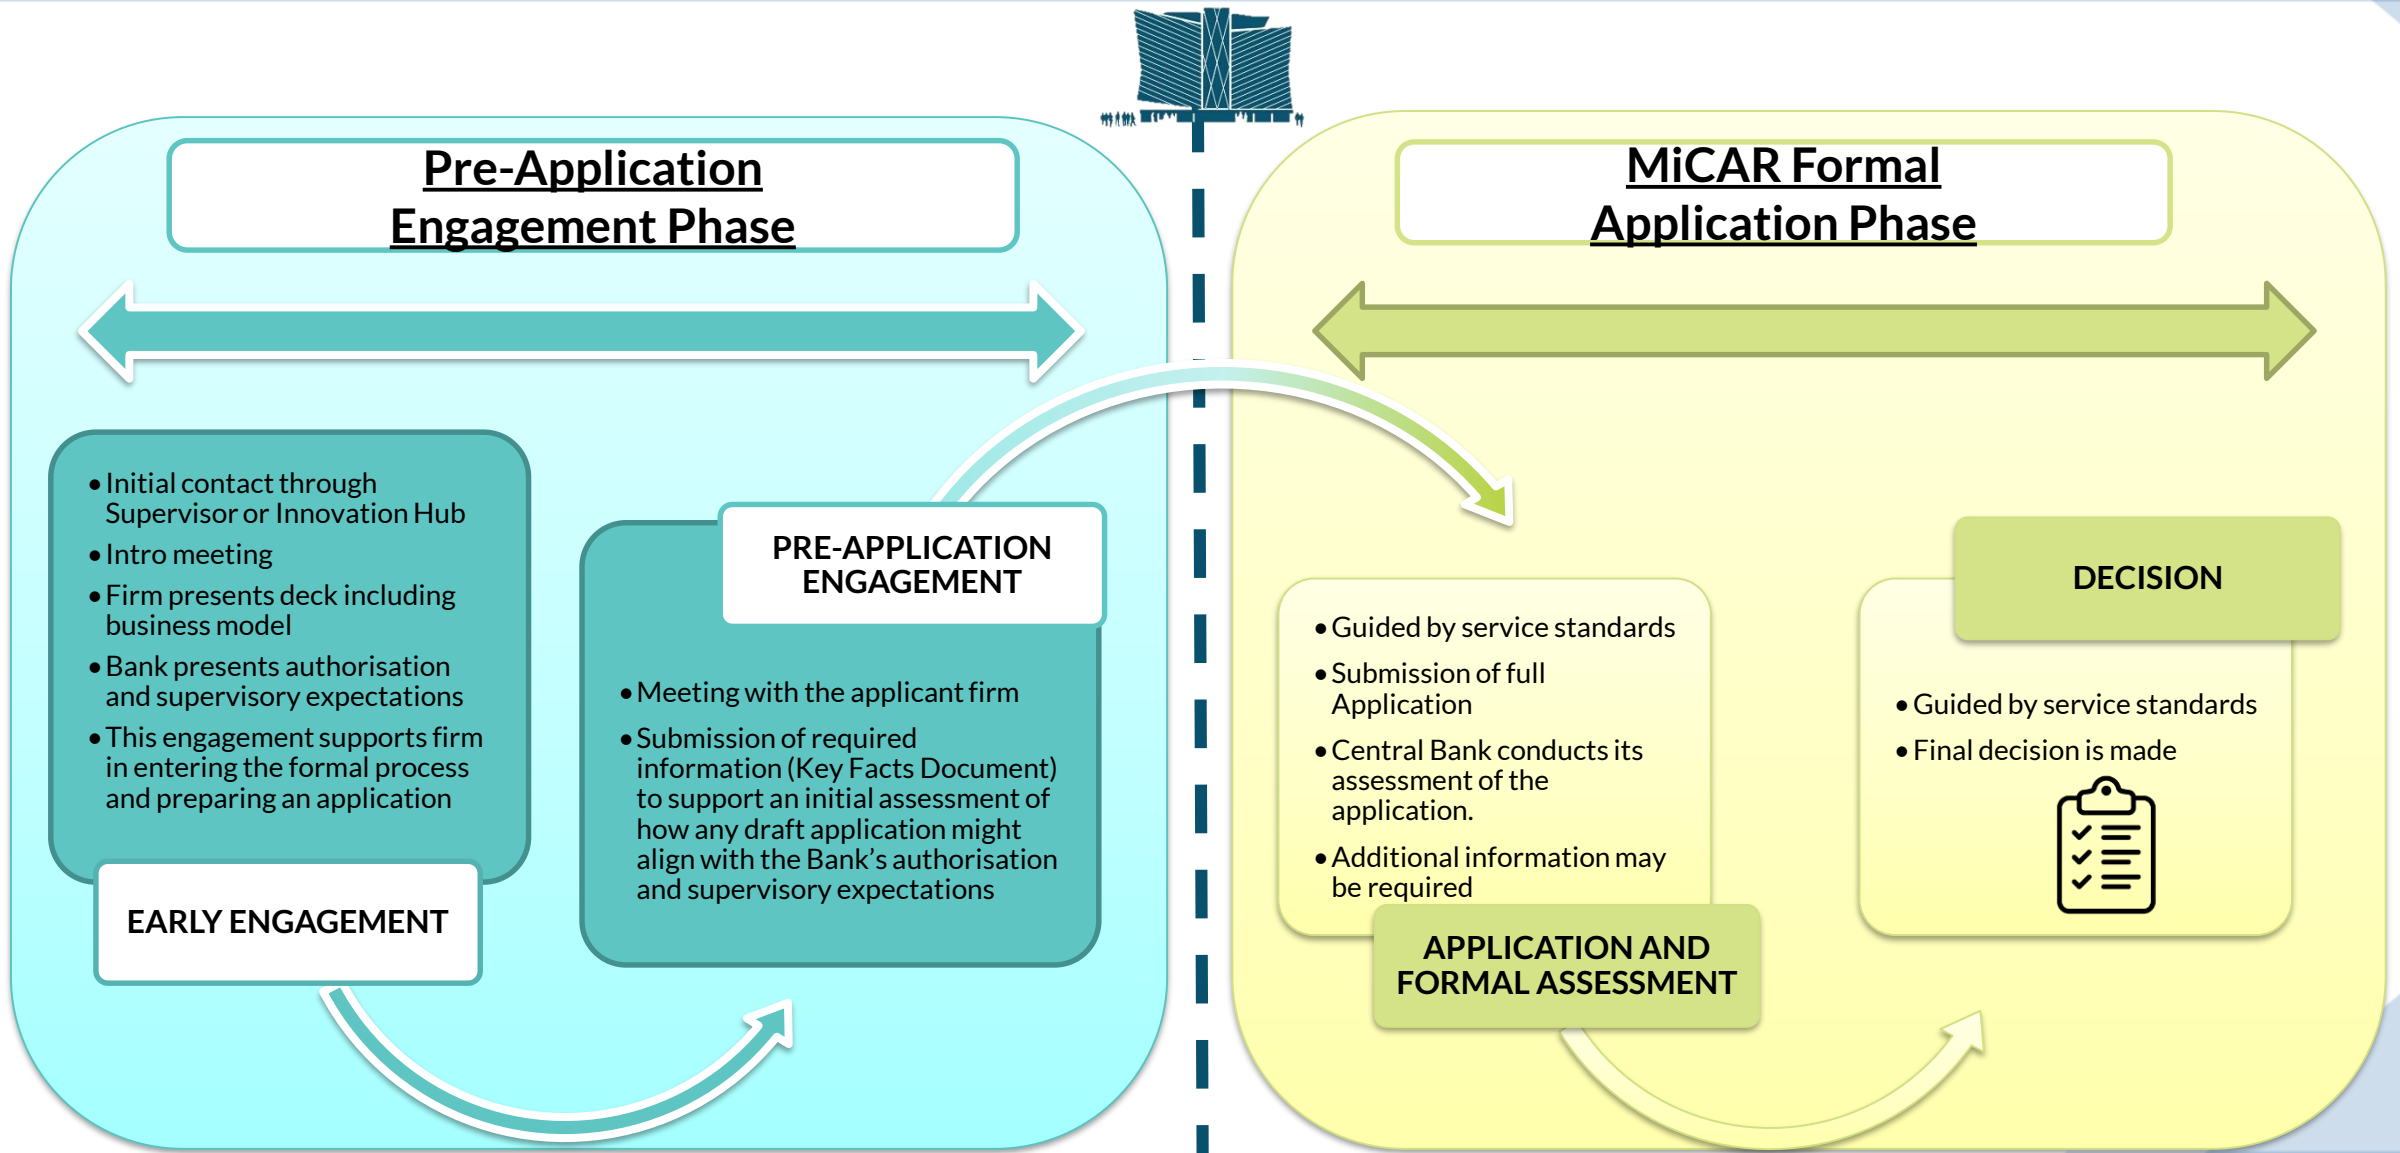 Pre-Application
Engagement Phase
• Initial contact through
Supervisor or Innovation Hub
• Intro meeting
• Firm presents deck including
business model
• Bank presents authorisation
and supervisory expectations
• This engagement supports firm
in entering the formal process
and preparing an application
EARLY ENGAGEMENT
PRE-APPLICATION
ENGAGEMENT
• Meeting with the applicant firm
• Submission of required
information (Key Facts Document)
to support an initial assessment of
how any draft application might
align with the Bank’s authorisation
and supervisory expectations
MiCAR Formal
Application Phase
• Guided by service standards
• Submission of full
Application
• Central Bank conducts its
assessment of the
application.
• Additional information may
be required
APPLICATION AND
FORMAL ASSESSMENT
DECISION
• Guided by service standards
• Final decision is made